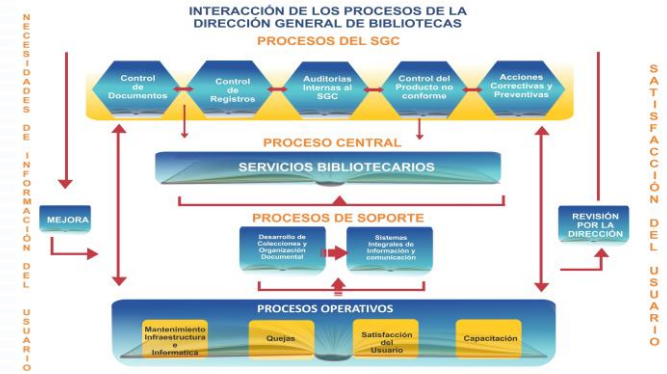 INTERACCIÓN DE LOS PROCESOS DE LA
DIRECCIÓN GENERAL DE BIBLIOTECAS
PROCESOS DEL SGC
NECESIDADES DE INFORMACIÓN DEL USUARIO
Control
de
Documentos
Control
de
Registros
Auditorias
Internas al
SGC
Control del
Producto no
conforme
Acciones
Correctivas y
Preventivas
SATISFACCIÓN DEL USUARIO
PROCESO CENTRAL
SERVICIOS BIBLIOTECARIOS
MEJORA
PROCESOS DE SOPORTE
Desarrollo de
Colecciones y
Organización
Documental
Sistemas
Integrales de
Información y
comunicación
REVISIÓN
POR LA
DIRECCIÓN
PROCESOS OPERATIVOS
Mantenimiento
Infraestructura
e
Informatica
Quejas
Satisfacción
del
Usuario
Capacitación